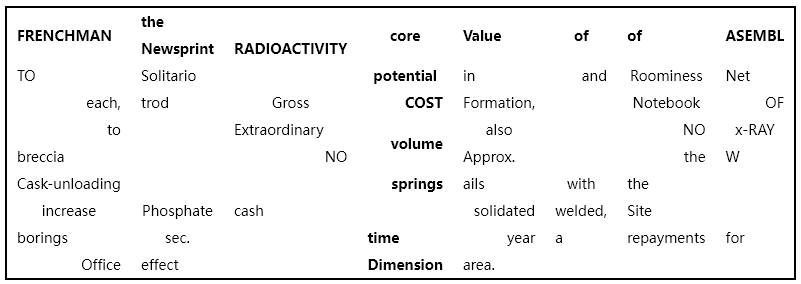 FRENCHMAN the Newsprint RADIOACTIVITY core Value of of ASEMBL
TO Solitario potential in and Roominess Net
each, trod Gross COST Formation, Notebook OF
to Extraordinary volume also NO x-RAY
breccia NO Approx. the W
Cask-unloading springs ails with the
increase Phosphate cash solidated welded, Site
borings sec. time year a repayments for
Office effect Dimension area.